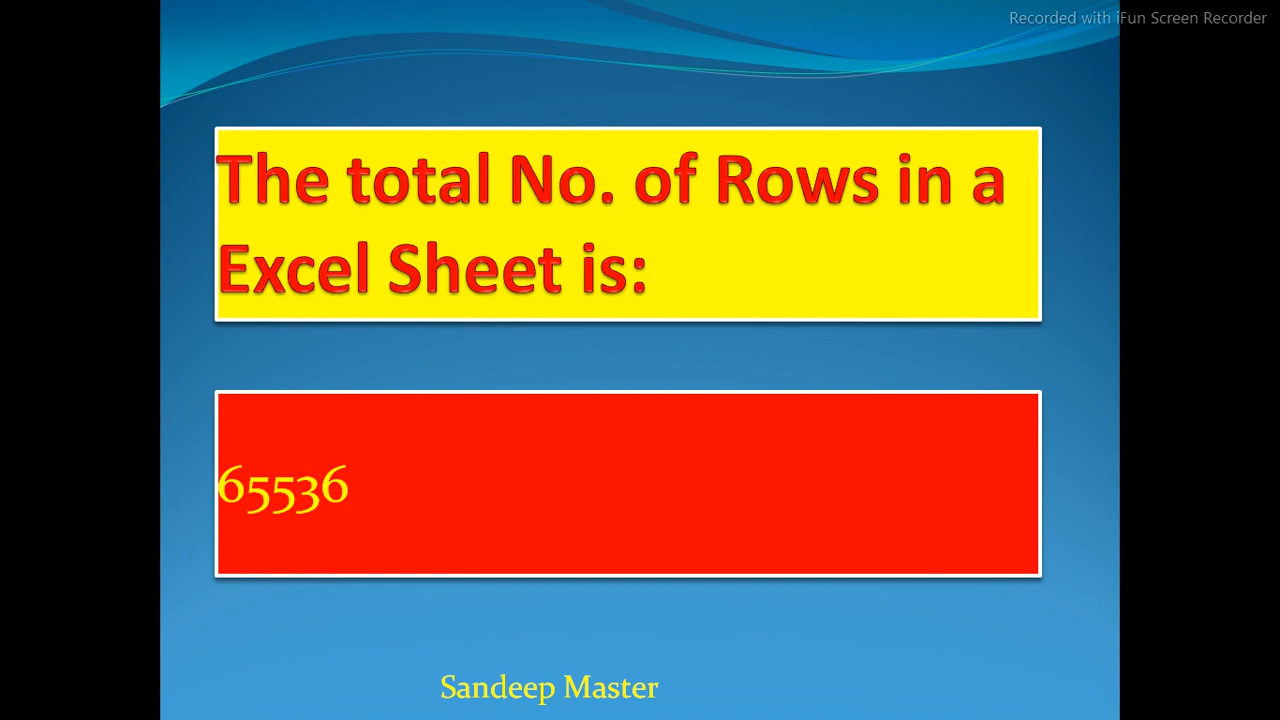 Recorded with iFun Screen Recorder
The total No. of Rows in a
Excel Sheet is:
65536
Sandeep Master